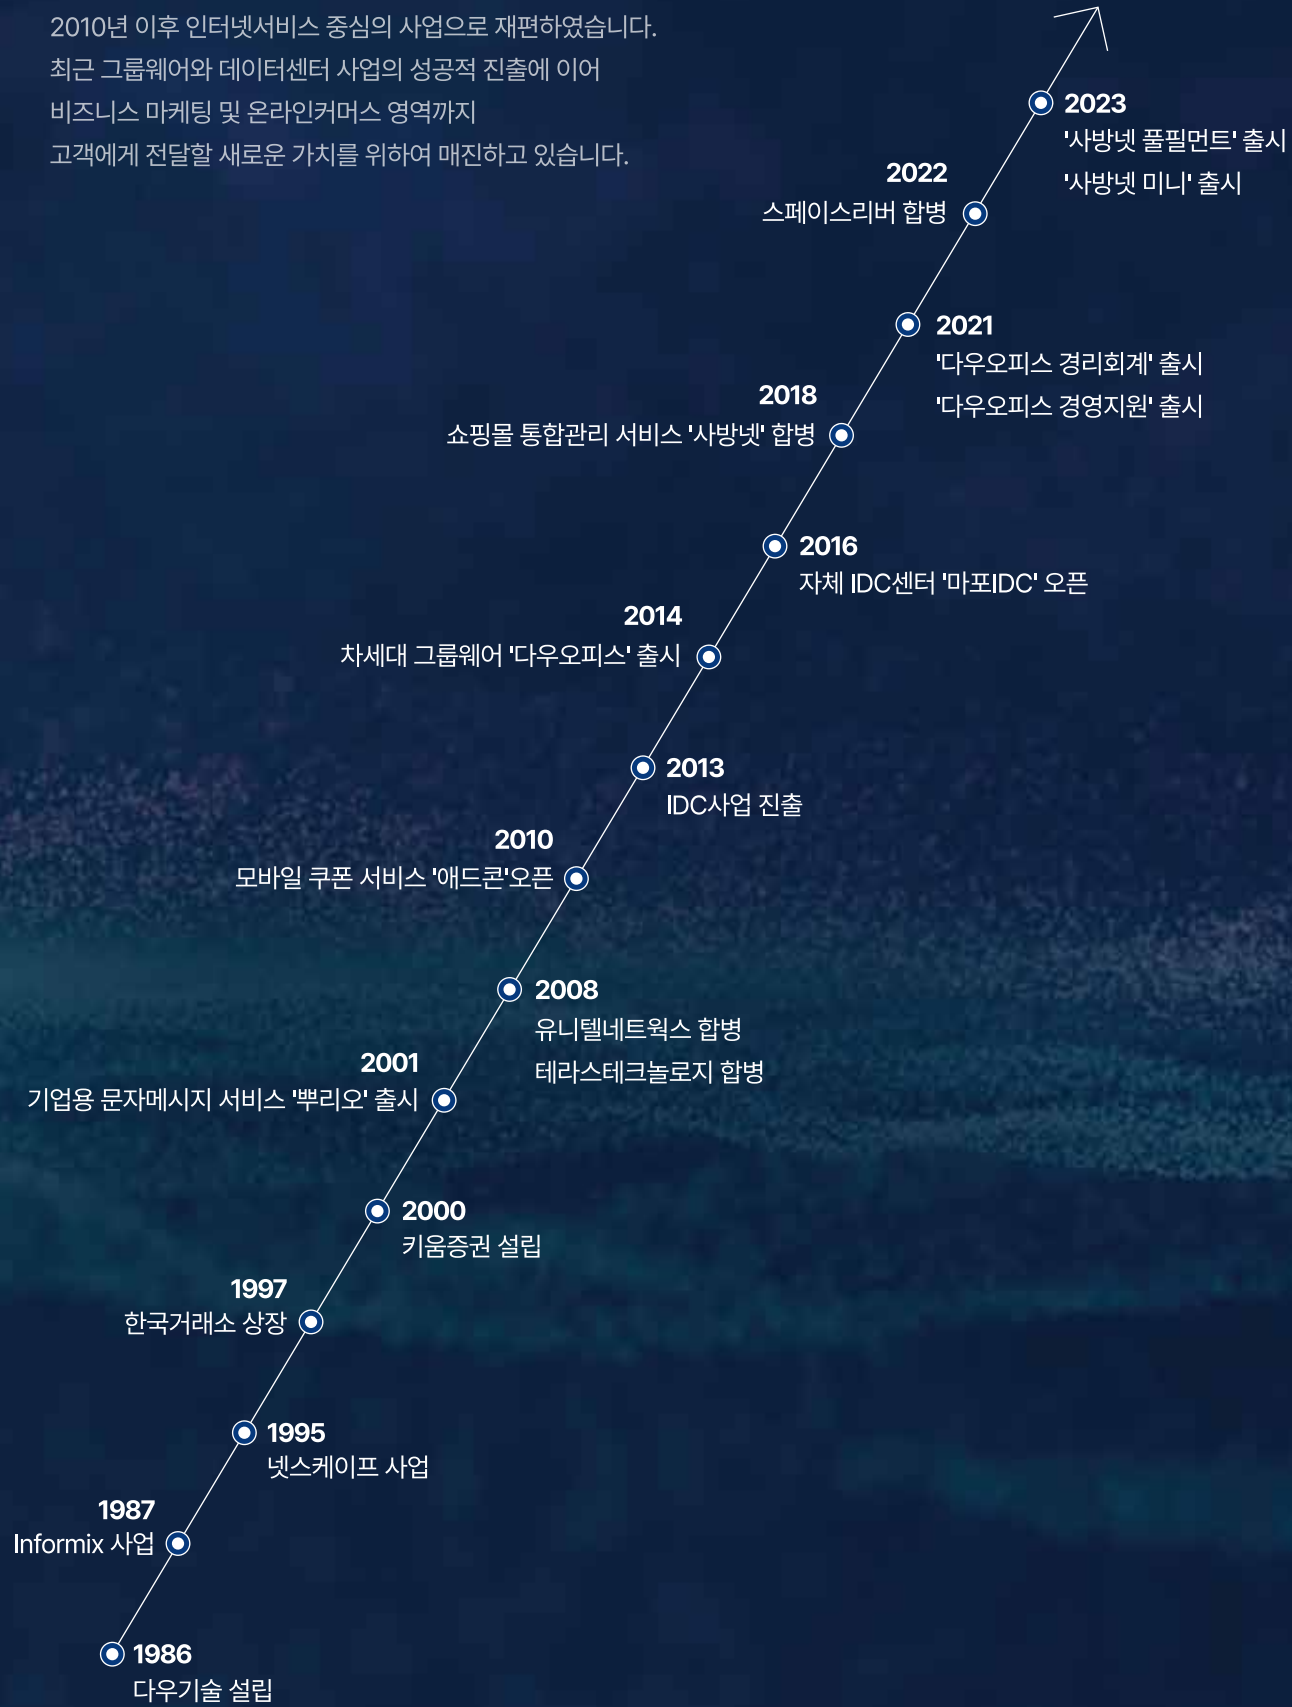 2010년 이후 인터넷서비스 중심의 사업으로 재편하였습니다.
최근 그룹웨어와 데이터센터 사업의 성공적 진출에 이어
비즈니스 마케팅 및 온라인커머스 영역까지
고객에게 전달할 새로운 가치를 위하여 매진하고 있습니다.
2023
'사방넷 풀필먼트' 출시
'사방넷 미니' 출시
2022
스페이스리버 합병
2021
'다우오피스 경리회계' 출시
'다우오피스 경영지원' 출시
2018
쇼핑몰 통합관리 서비스 '사방넷' 합병
2016
자체 IDC센터 '마포IDC' 오픈
2014
차세대 그룹웨어 '다우오피스' 출시
2013
IDC사업 진출
2010
모바일 쿠폰 서비스 '애드콘'오픈
2008
유니텔네트웍스 합병
테라스테크놀로지 합병
2001
기업용 문자메시지 서비스 '뿌리오' 출시
2000
키움증권 설립
1997
한국거래소 상장
1995
넷스케이프 사업
1987
Informix 사업
1986
다우기술 설립